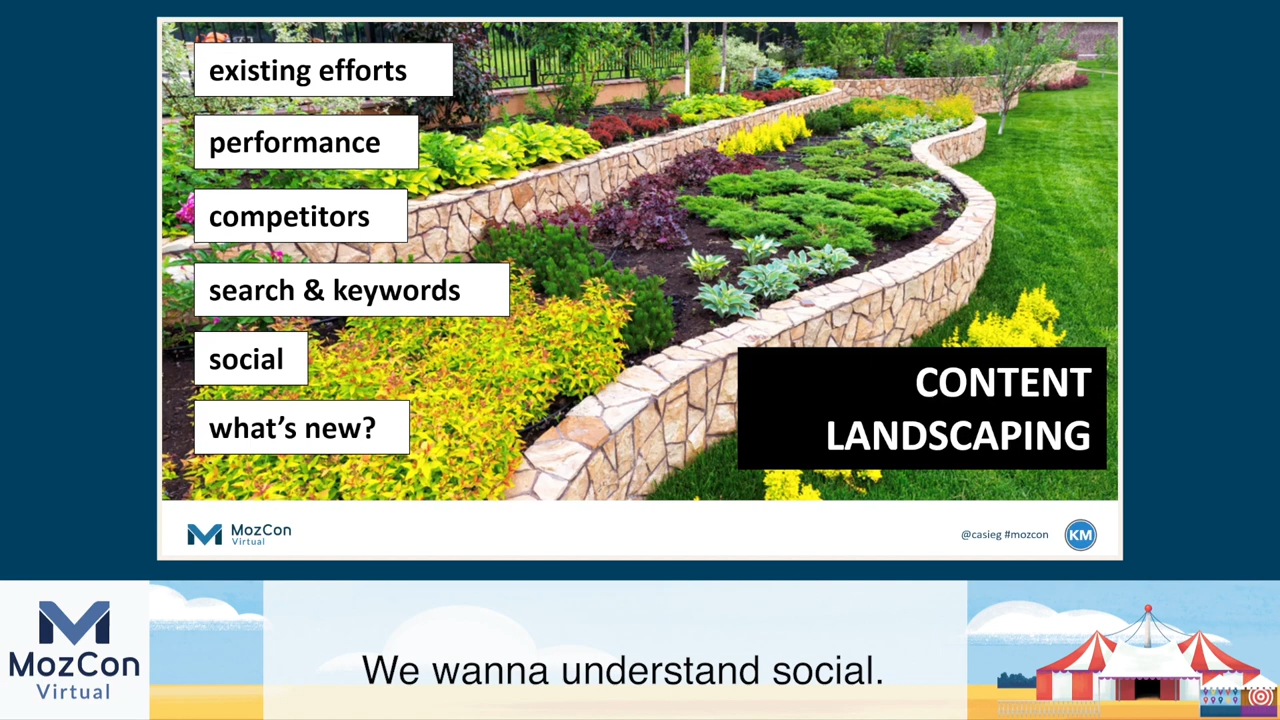 existing efforts
performance
competitors
search & keywords
social
what's new?
CONTENT
LANDSCAPING
MozCon
Virtual
@casieg #mozcon
KM
MozCon
Virtual
We wanna understand social.